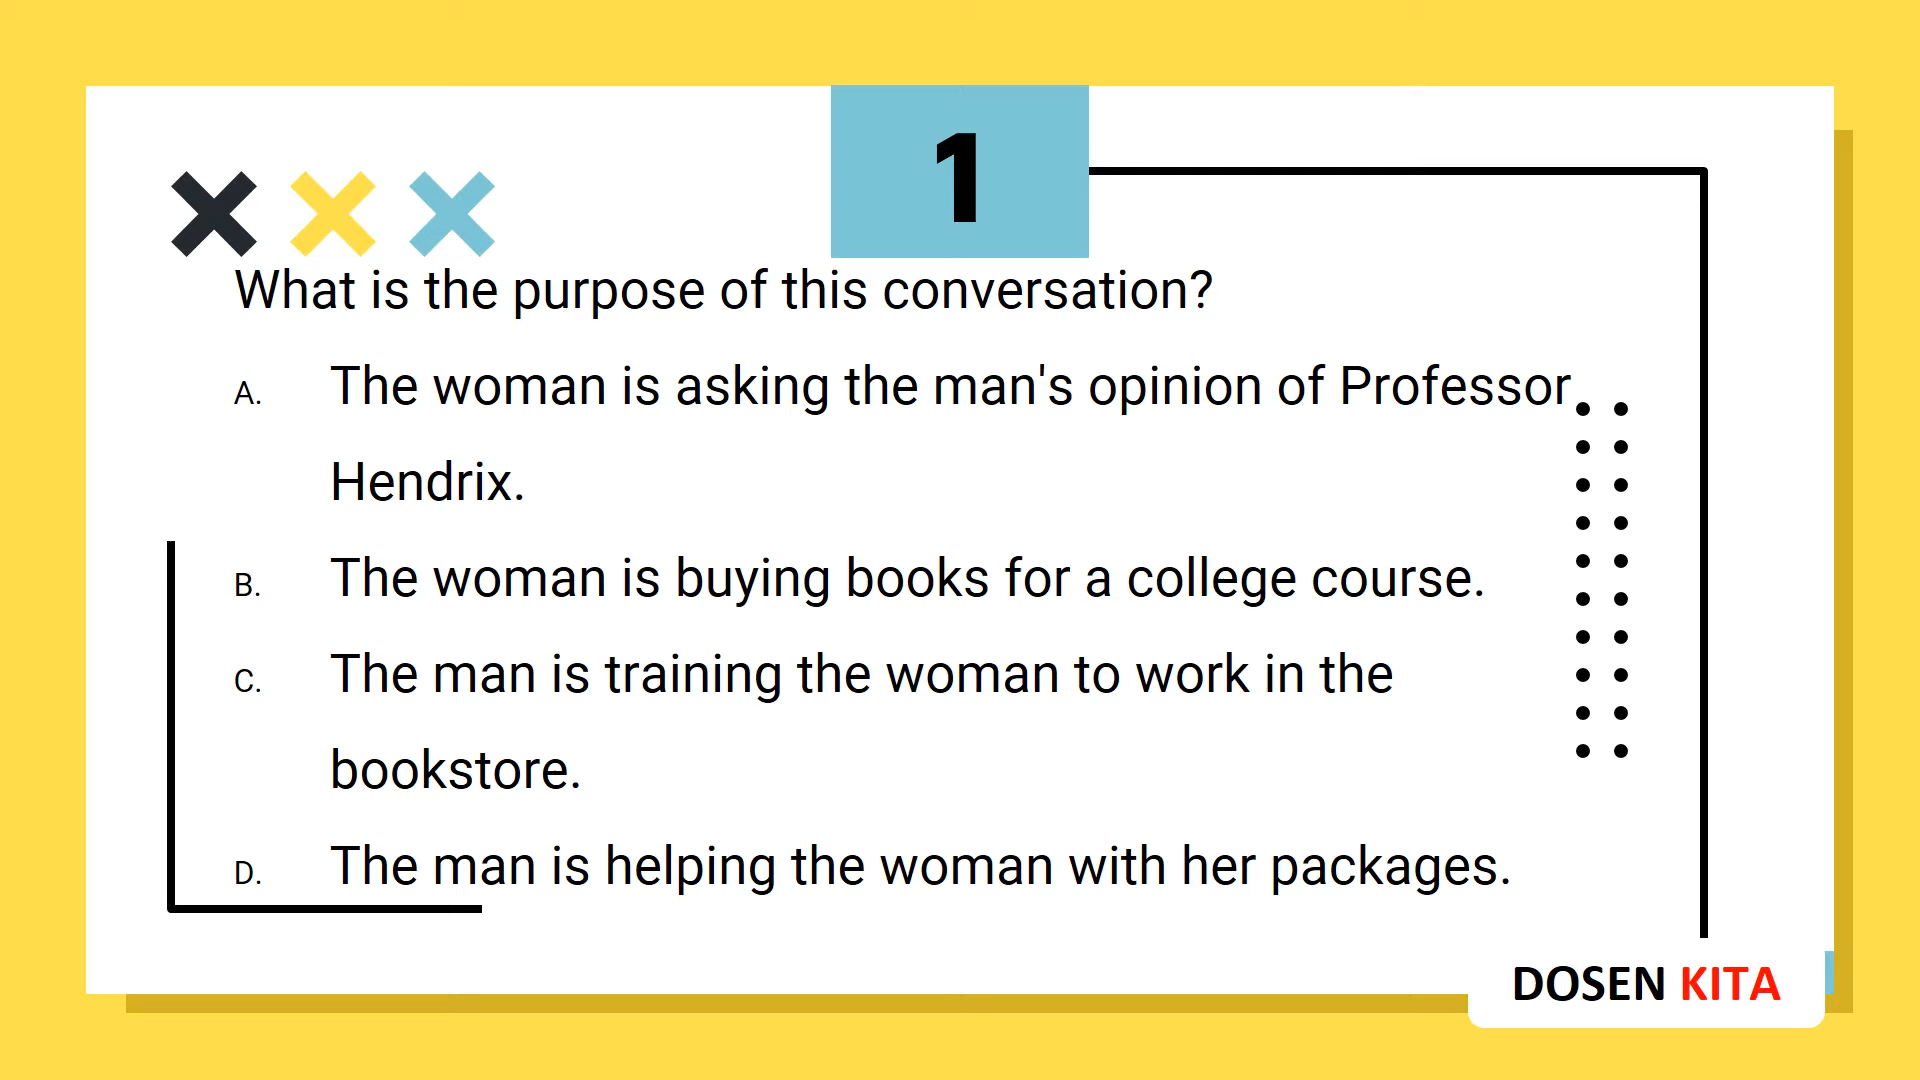 1
What is the purpose of this conversation?
A. The woman is asking the man's opinion of Professor
Hendrix.
B. The woman is buying books for a college course.
C. The man is training the woman to work in the
bookstore.
D. The man is helping the woman with her packages.
DOSEN KITA